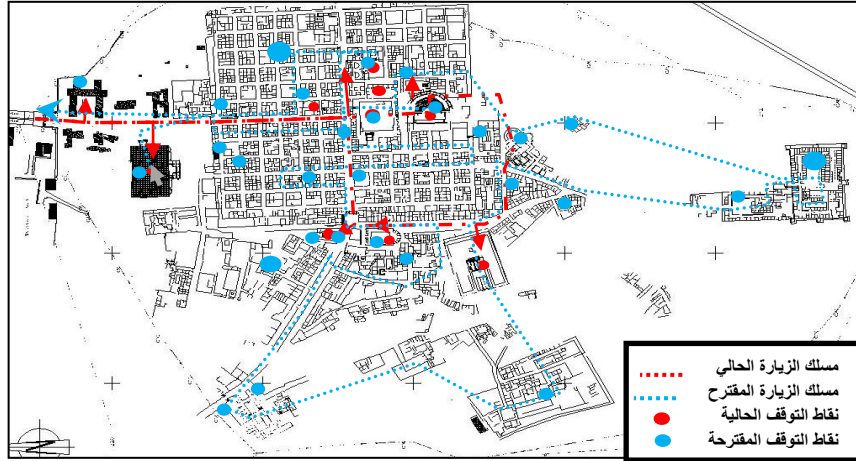 مسلك الزيارة الحالي
مسلك الزيارة المقترح
نقاط التوقف الحالية
نقاط التوقف المقترحة